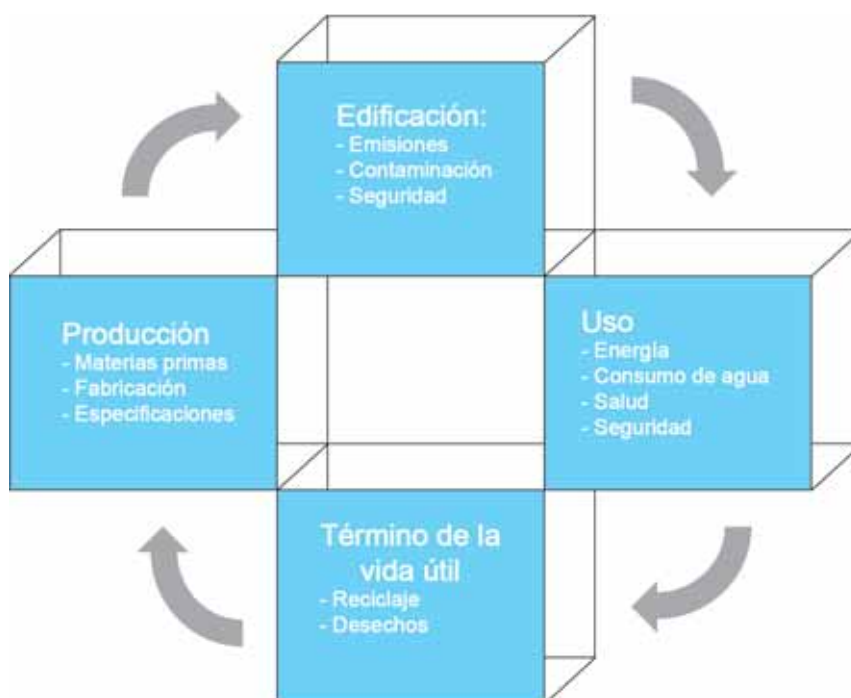 Edificación:
- Emisiones
- Contaminación
- Seguridad
Producción
- Materias primas
- Fabricación
- Especificaciones
Uso
- Energía
- Consumo de agua
- Salud
- Seguridad
Término de la
vida útil
- Reciclaje
- Desechos